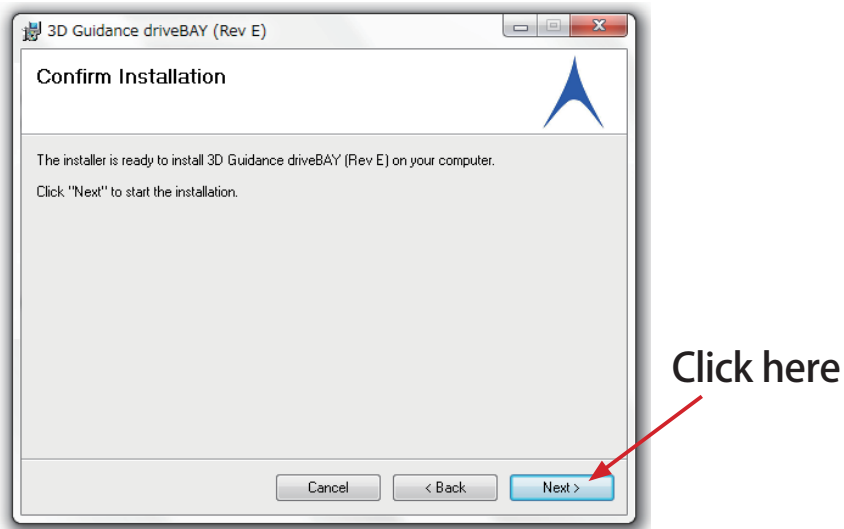 3D Guidance driveBAY (Rev E)
Confirm Installation
The installer is ready to install 3D Guidance driveBAY (Rev E) on your computer.
Click "Next" to start the installation.
Click here
Cancel
< Back
Next >